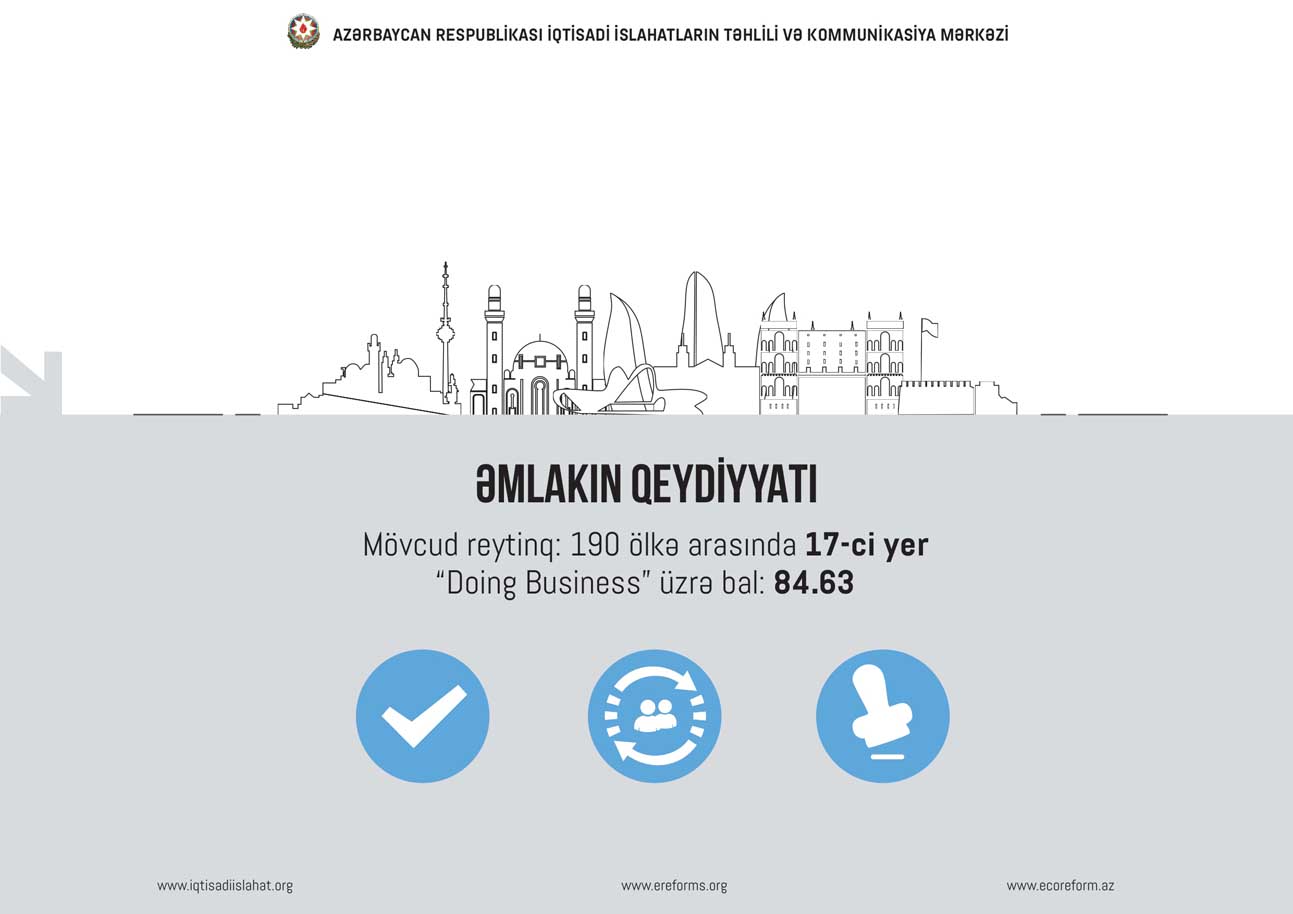 AZƏRBAYCAN RESPUBLİKASI İQTİSADİ İSLAHATLARIN TƏHLİLİ VƏ KOMMUNİKASİYA MƏRKƏZİ
ƏMLAKIN QEYDİYYATI
Mövcud reytinq: 190 ölkə arasında 17-ci yer
“Doing Business” üzrə bal: 84.63
www.iqtisadiislahat.org
www.ereforms.org
www.ecoreform.az